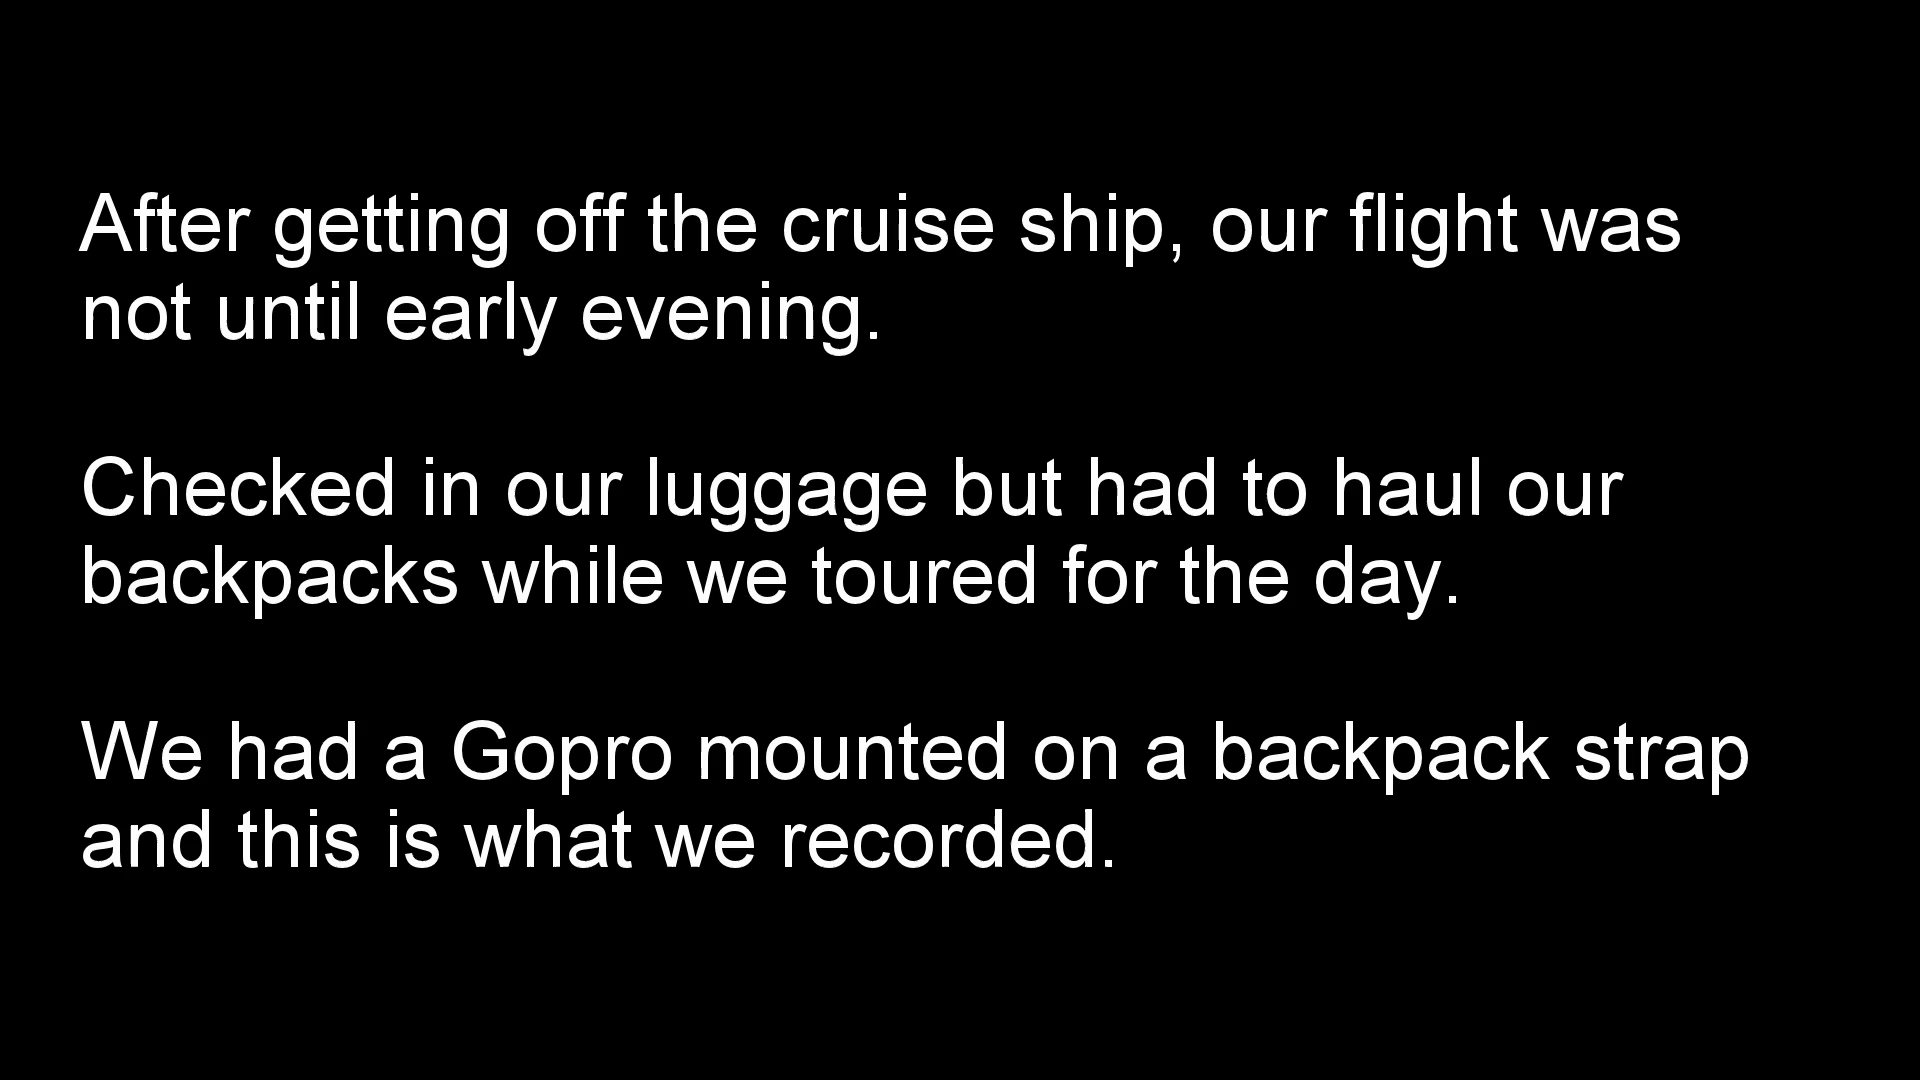 After getting off the cruise ship, our flight was
not until early evening.
Checked in our luggage but had to haul our
backpacks while we toured for the day.
We had a Gopro mounted on a backpack strap
and this is what we recorded.